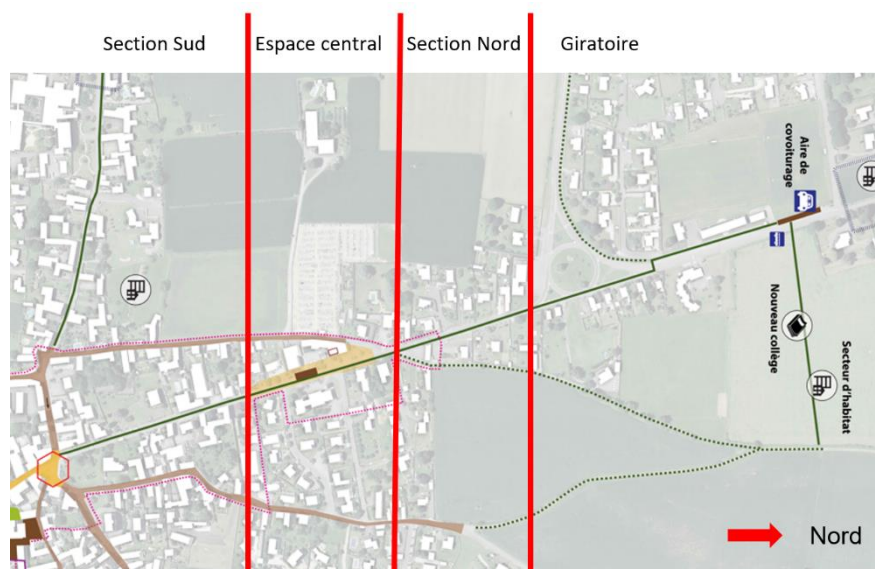 Section Sud
Espace central
Section Nord
Giratoire
Aire de
covoiturage
Nouveau collège
Secteur d'habitat
Nord